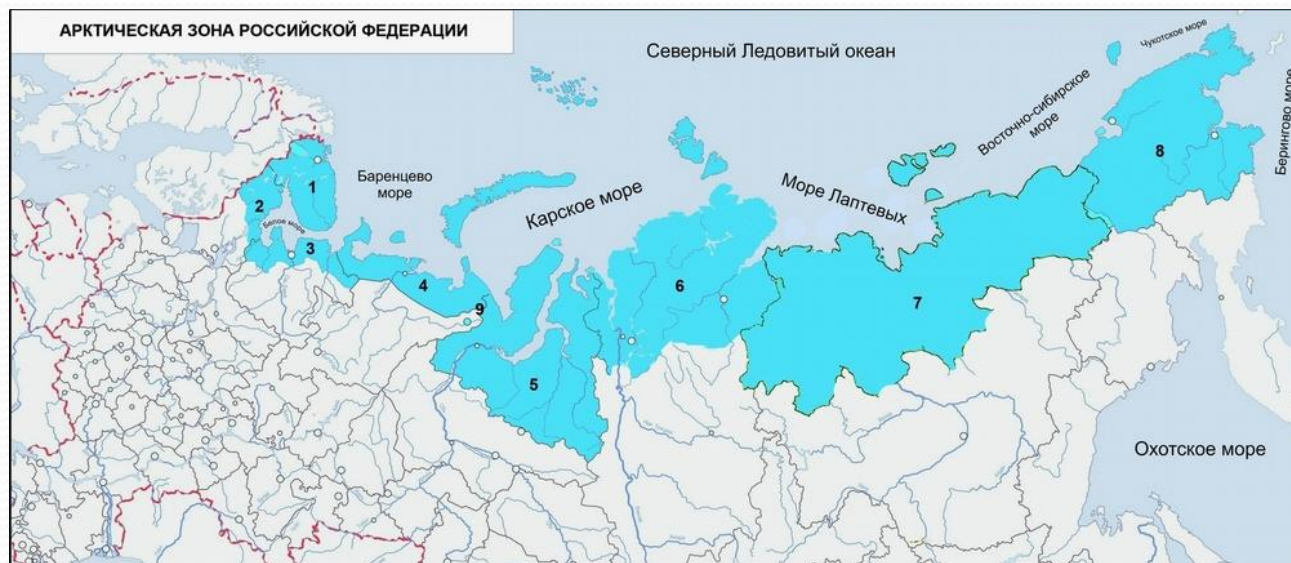 АРКТИЧЕСКАЯ ЗОНА РОССИЙСКОЙ ФЕДЕРАЦИИ
Северный Ледовитый океан
Чукотское море
Берингово море
Восточно-сибирское
море
Баренцево
море
Карское море
Море Лаптевых
Белое море
1
2
3
4
9
5
6
7
8
Охотское море